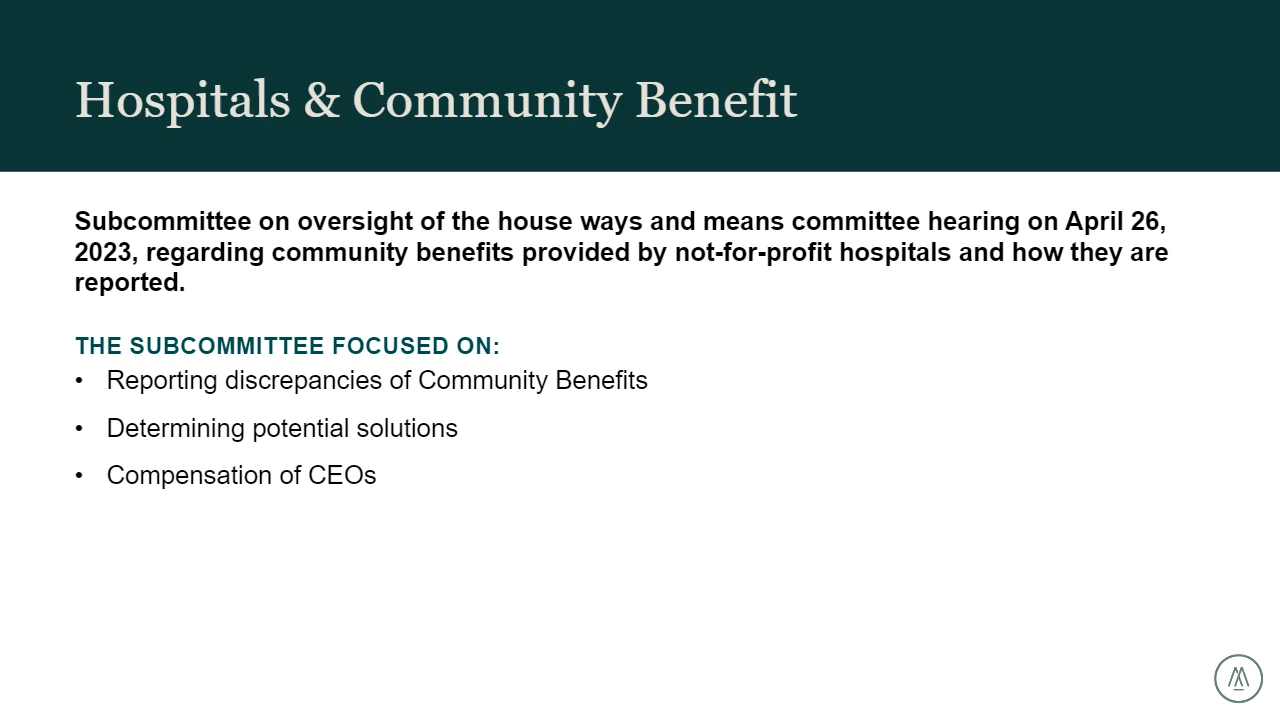 Hospitals & Community Benefit
Subcommittee on oversight of the house ways and means committee hearing on April 26,
2023, regarding community benefits provided by not-for-profit hospitals and how they are
reported.
THE SUBCOMMITTEE FOCUSED ON:
• Reporting discrepancies of Community Benefits
• Determining potential solutions
• Compensation of CEOs